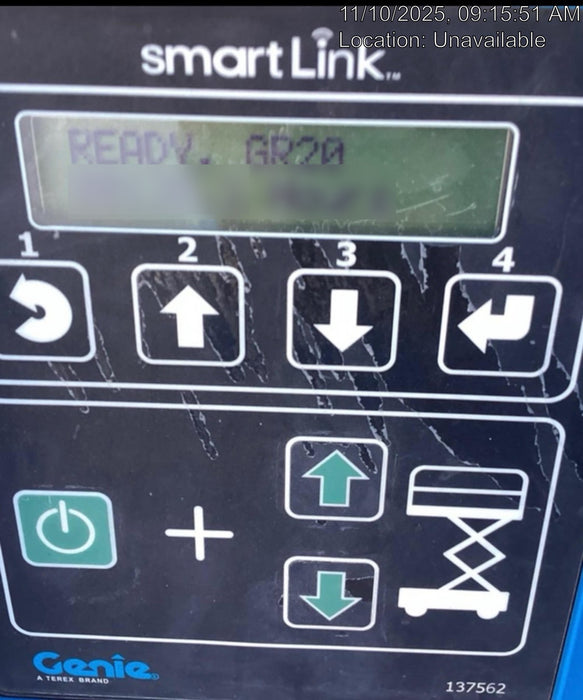 11/10/2025, 09:15:51 AM
Location: Unavailable
smartLink™
READY. GR20
1 2 3 4
Genie®
A TEREX BRAND
137562